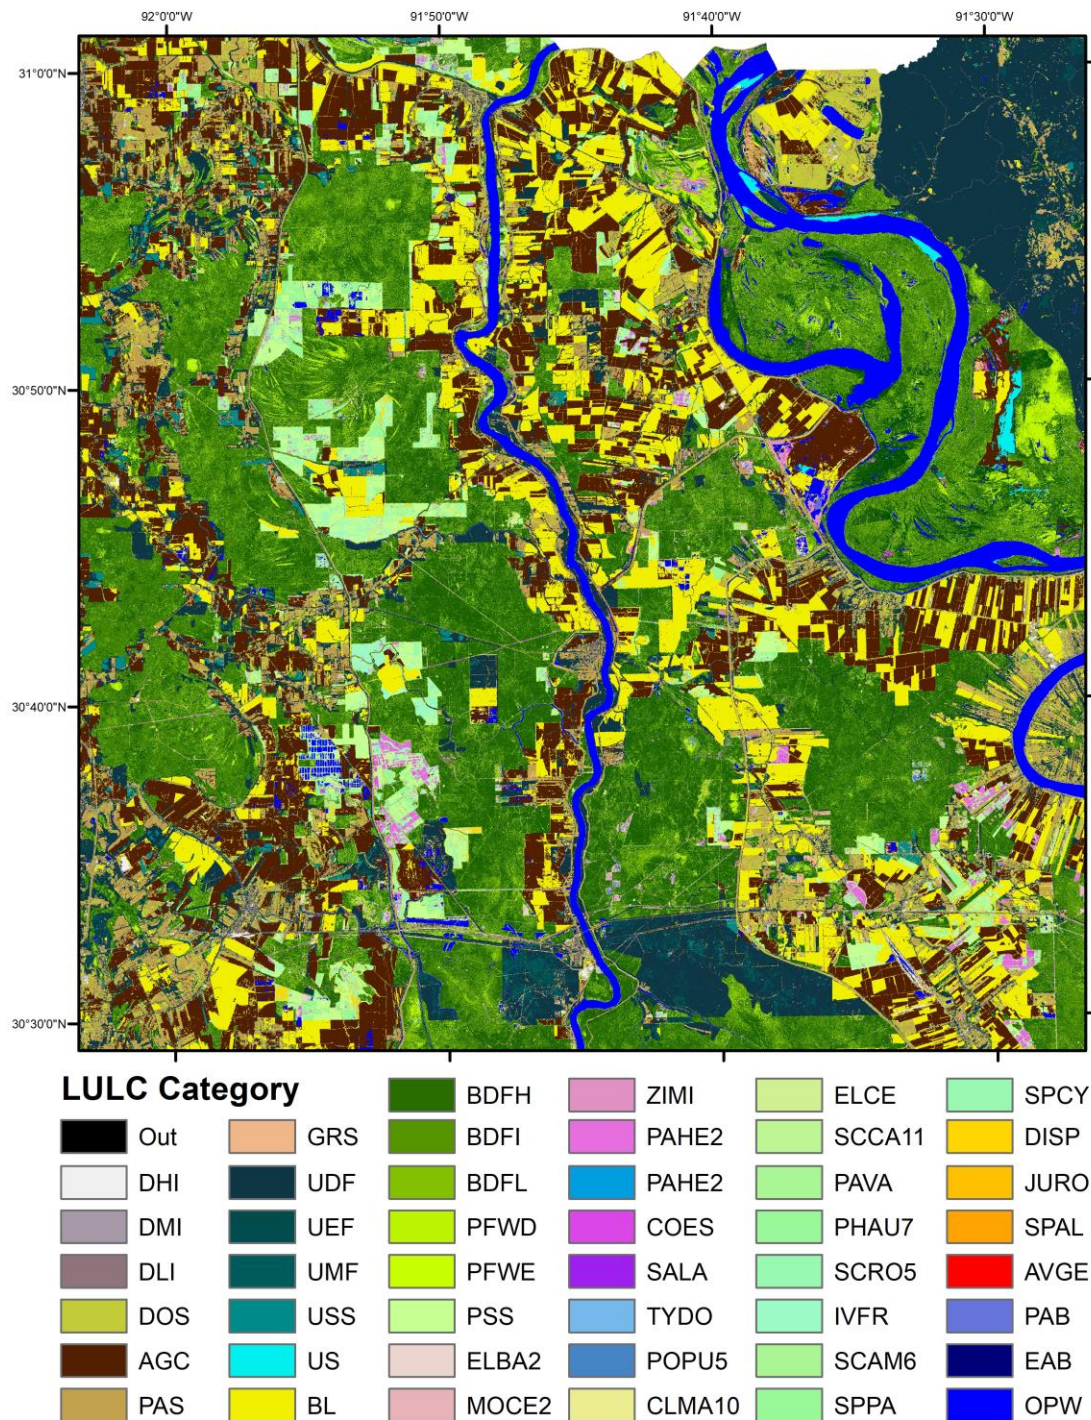 92°0'0"W 91°50'0"W 91°40'0"W 91°30'0"W
31°0'0"N
30°50'0"N
30°40'0"N
30°30'0"N
LULC Category
BDFH ZIMI ELCE SPCY
Out GRS BDFI PAHE2 SCCA11 DISP
DHI UDF BDFL PAHE2 PAVA JURO
DMI UEF PFWD COES PHAU7 SPAL
DLI UMF PFWE SALA SCRO5 AVGE
DOS USS PSS TYDO IVFR PAB
AGC US ELBA2 POPU5 SCAM6 EAB
PAS BL MOCE2 CLMA10 SPPA OPW